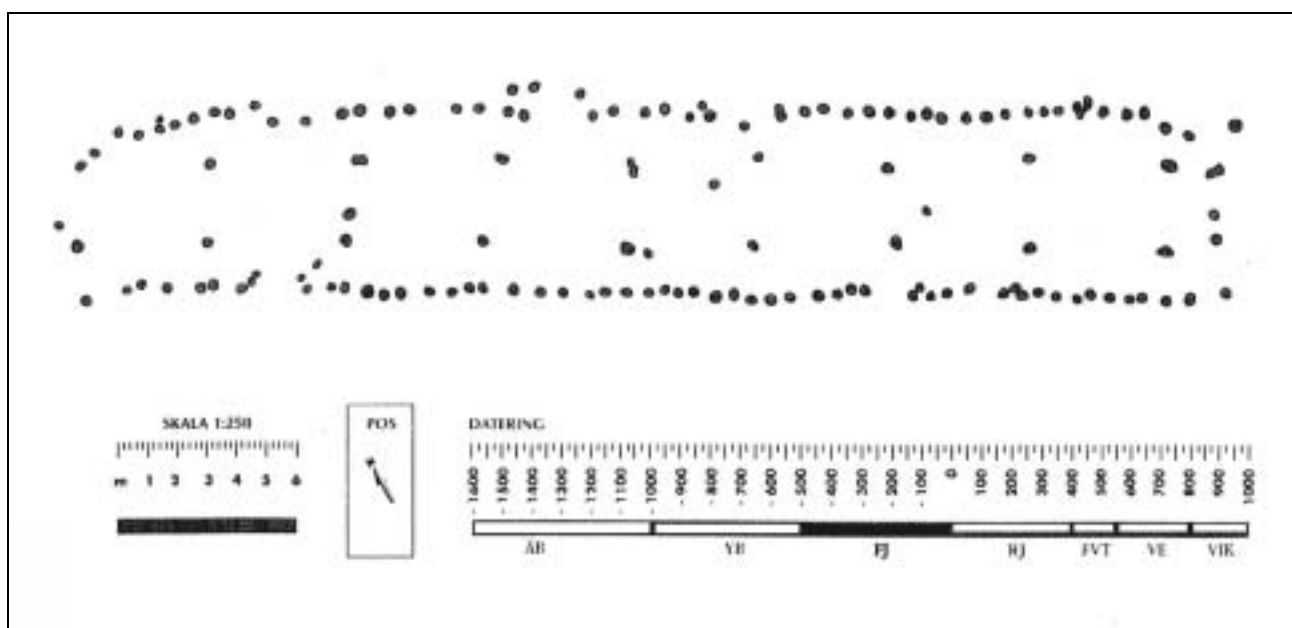 SKALA 1:250
m 1 2 3 4 5 6
POS
DATERING
- 1600 - 1500 - 1400 - 1300 - 1200 - 1100 - 1000 - 900 - 800 - 700 - 600 - 500 - 400 - 300 - 200 - 100 0 100 200 300 400 500 600 700 800 900 1000
ÄB YB FJ RJ FVT VE VIK